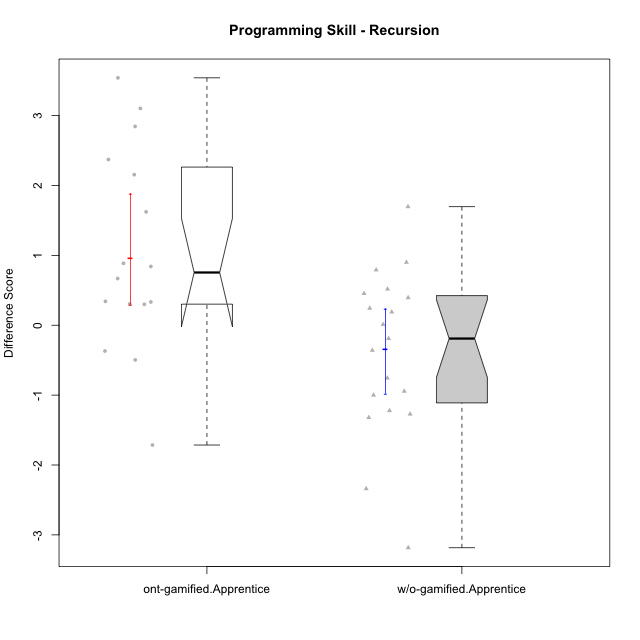 Programming Skill - Recursion
Difference Score
3
2
1
0
-1
-2
-3
ont-gamified.Apprentice
w/o-gamified.Apprentice